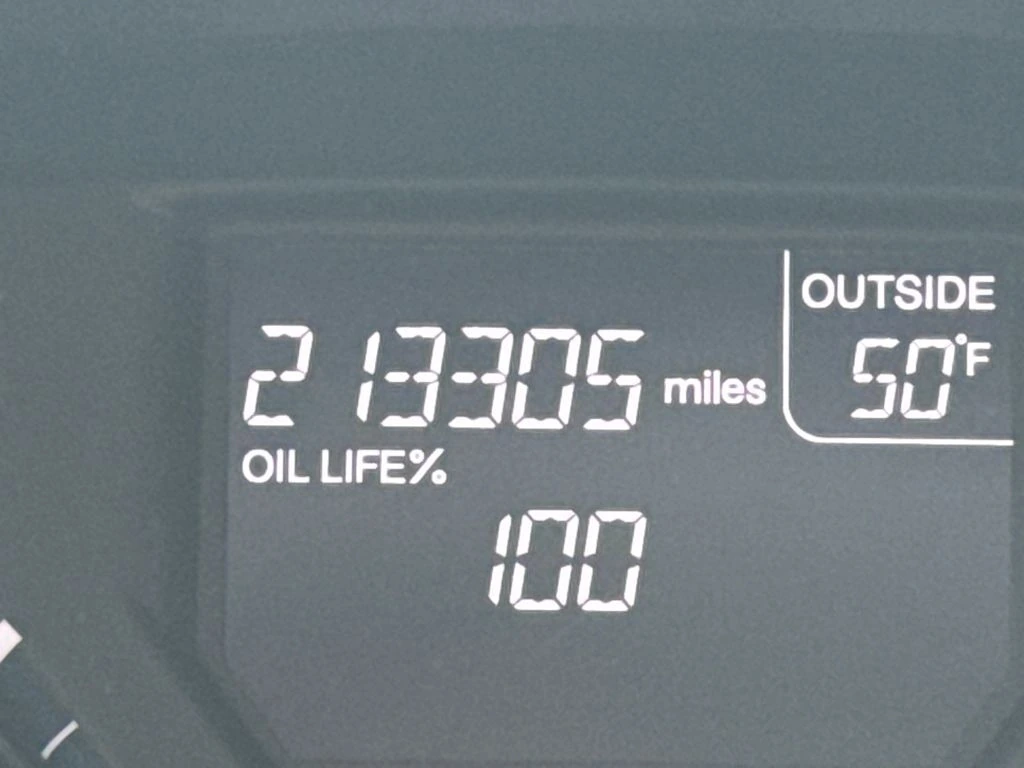 OUTSIDE
50°F
213305 miles
OIL LIFE%
100